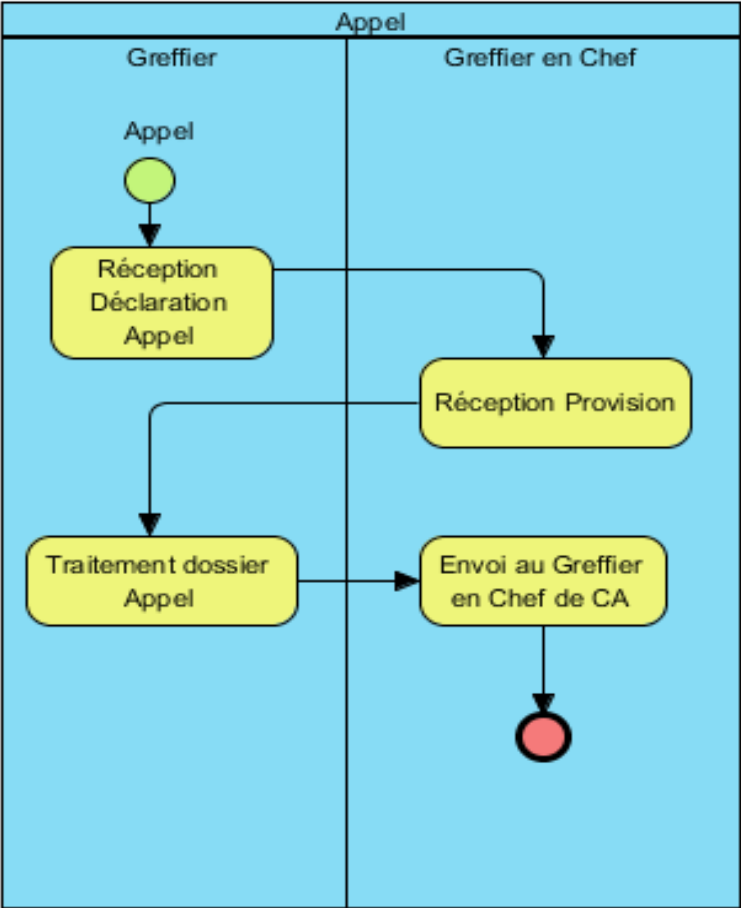 Appel
Greffier
Greffier en Chef
Appel
Réception
Déclaration
Appel
Réception Provision
Traitement dossier
Appel
Envoi au Greffier
en Chef de CA